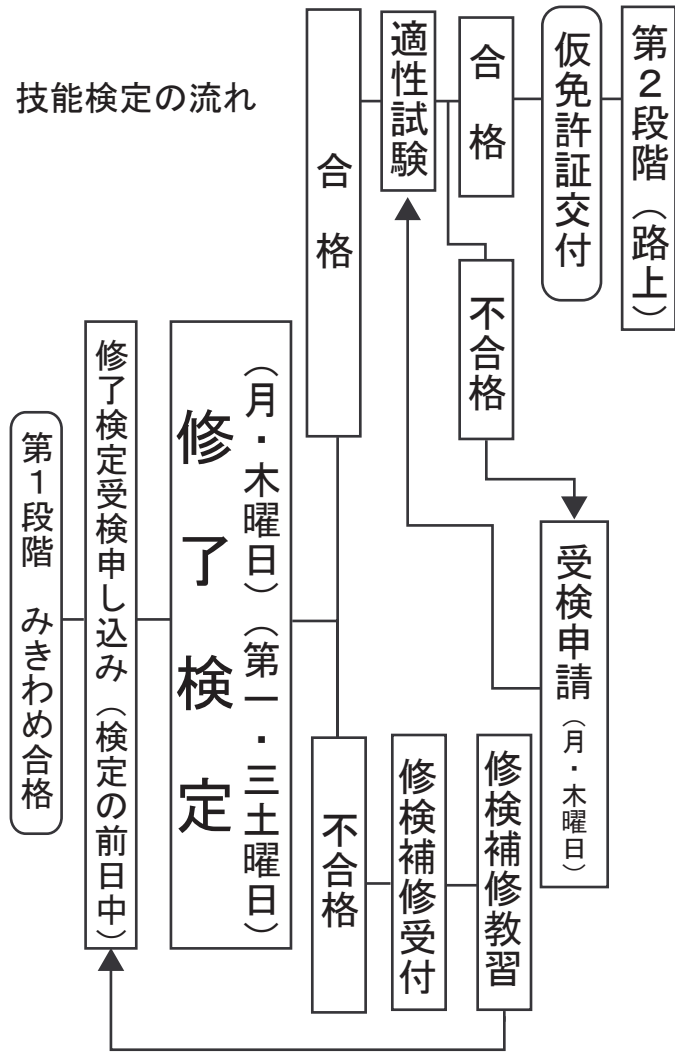 技能検定の流れ
第１段階　みきわめ合格
修了検定受検申し込み（検定の前日中）
修了検定
（月・木曜日）（第一・三土曜日）
合格
適性試験
合格
仮免許証交付
第２段階（路上）
不合格
受検申請（月・木曜日）
不合格
修検補修受付
修検補修教習